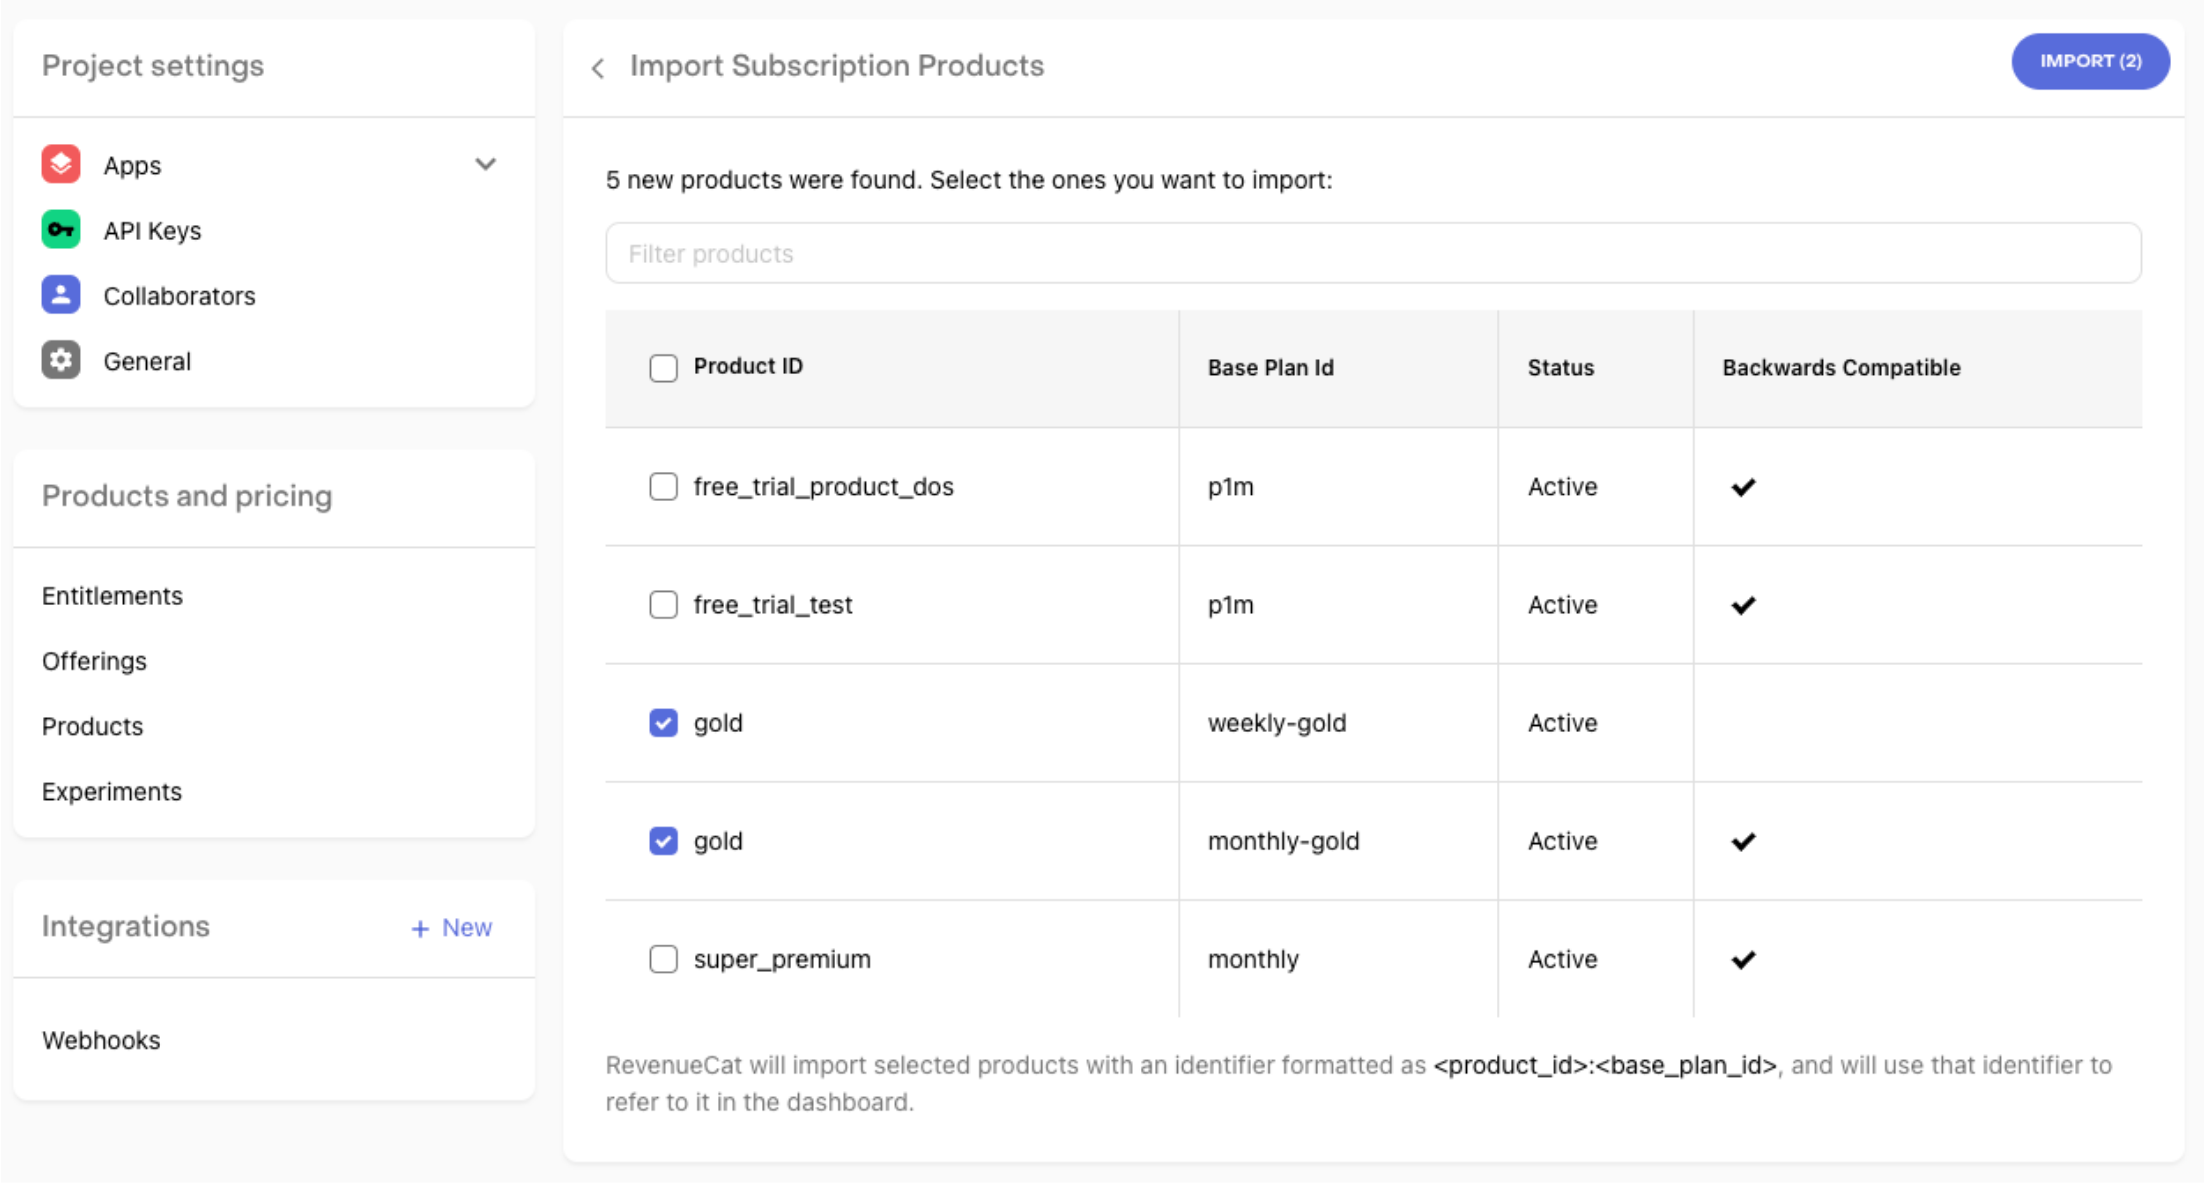 Project settings
Apps
API Keys
Collaborators
General
Products and pricing
Entitlements
Offerings
Products
Experiments
Integrations
+ New
Webhooks
Import Subscription Products
IMPORT (2)
5 new products were found. Select the ones you want to import:
Filter products
Product ID Base Plan Id Status Backwards Compatible
free_trial_product_dos p1m Active
free_trial_test p1m Active
gold weekly-gold Active
gold monthly-gold Active
super_premium monthly Active
RevenueCat will import selected products with an identifier formatted as <product_id>:<base_plan_id>, and will use that identifier to
refer to it in the dashboard.